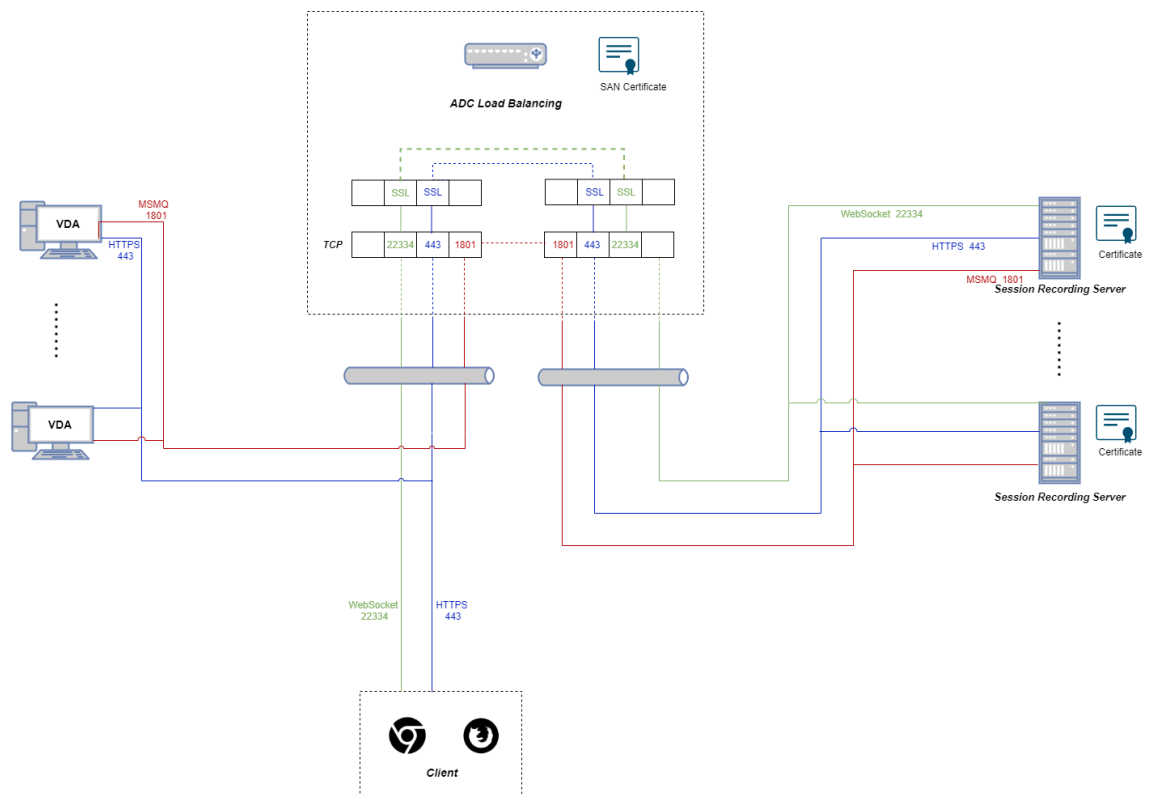 SAN Certificate
ADC Load Balancing
SSL SSL
SSL SSL
TCP
22334 443 1801
1801 443 22334
VDA
MSMQ
1801
HTTPS
443
WebSocket 22334
HTTPS 443
MSMQ 1801
Certificate
Session Recording Server
VDA
Certificate
Session Recording Server
WebSocket
22334
HTTPS
443
Client